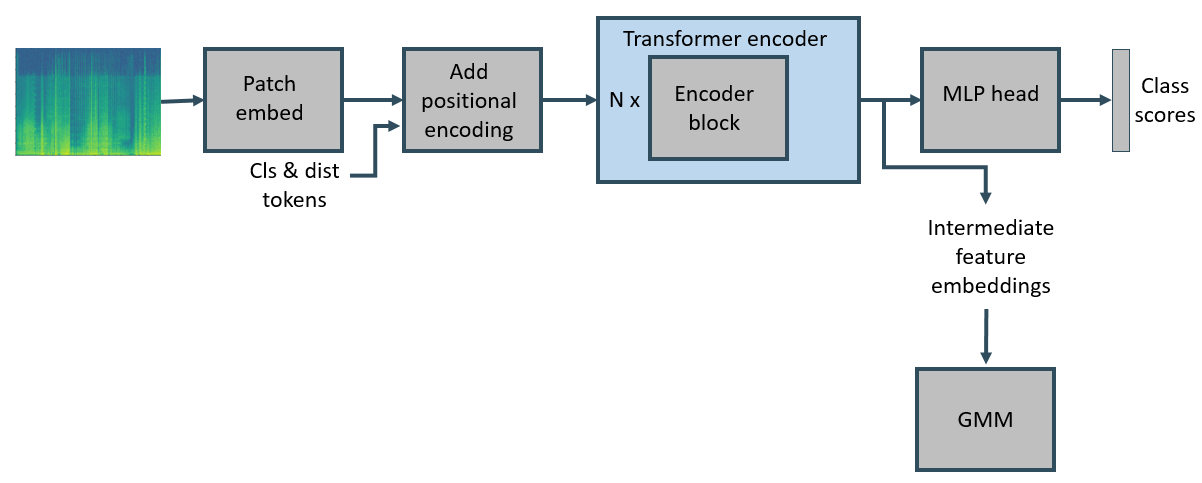 Patch
embed
Cls & dist
tokens
Add
positional
encoding
Transformer encoder
N x
Encoder
block
MLP head
Class
scores
Intermediate
feature
embeddings
GMM